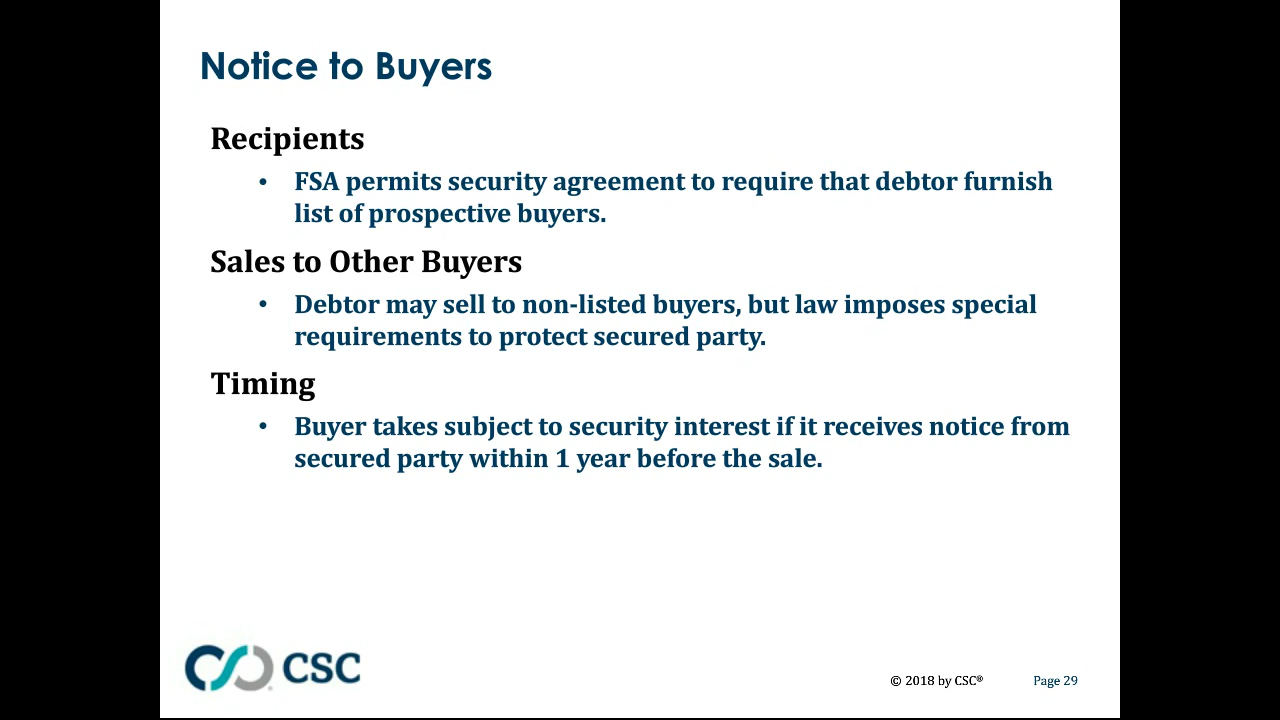 Notice to Buyers
Recipients
• FSA permits security agreement to require that debtor furnish
list of prospective buyers.
Sales to Other Buyers
• Debtor may sell to non-listed buyers, but law imposes special
requirements to protect secured party.
Timing
• Buyer takes subject to security interest if it receives notice from
secured party within 1 year before the sale.
CSC
© 2018 by CSC® Page 29